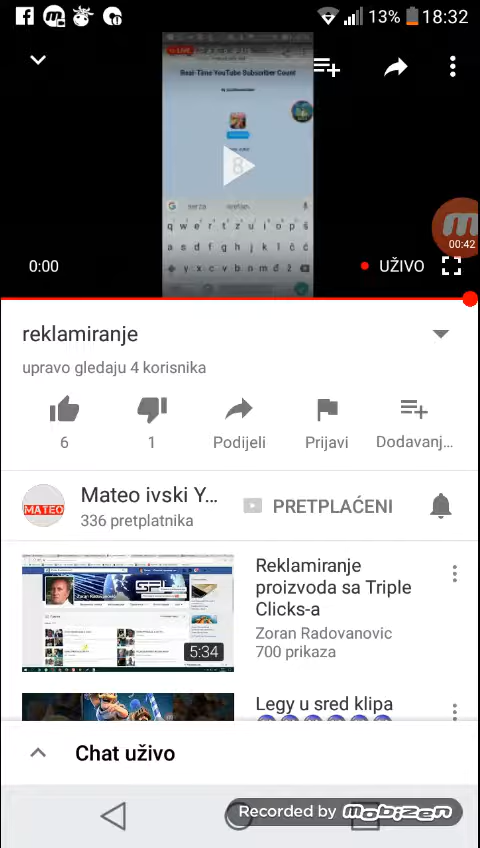 13% 18:32
LIVE
Real-Time YouTube Subscriber Count
8
q w e r t z u i o p š
a s d f g h j k l č ć
y x c v b n m đ ž
00:42
0:00
UŽIVO
reklamiranje
upravo gledaju 4 korisnika
6
1
Podijeli
Prijavi
Dodavanj...
MATEO
Mateo ivski Y...
336 pretplatnika
PRETPLAĆENI
Reklamiranje
proizvoda sa Triple
Clicks-a
Zoran Radovanovic
700 prikaza
5:34
Legy u sred klipa
Chat uživo
Recorded by mobizen